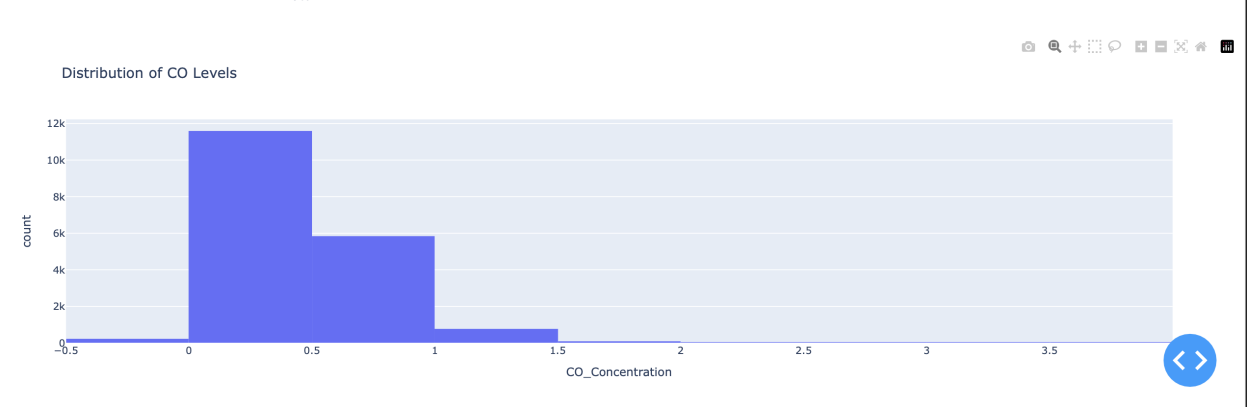 Distribution of CO Levels
12k
10k
8k
6k
4k
2k
0
count
−0.5 0 0.5 1 1.5 2 2.5 3 3.5
CO_Concentration